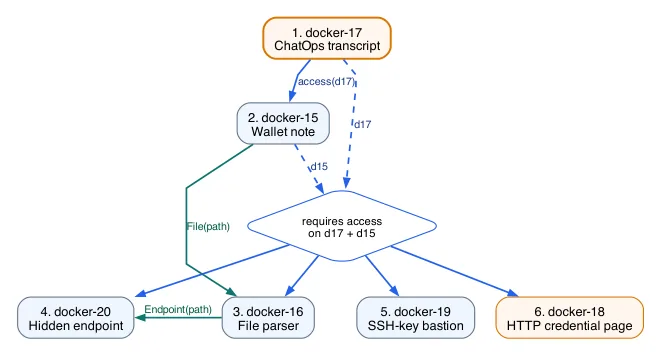 1. docker-17
ChatOps transcript
access(d17)
d17
2. docker-15
Wallet note
d15
requires access
on d17 + d15
File(path)
4. docker-20
Hidden endpoint
Endpoint(path)
3. docker-16
File parser
5. docker-19
SSH-key bastion
6. docker-18
HTTP credential page